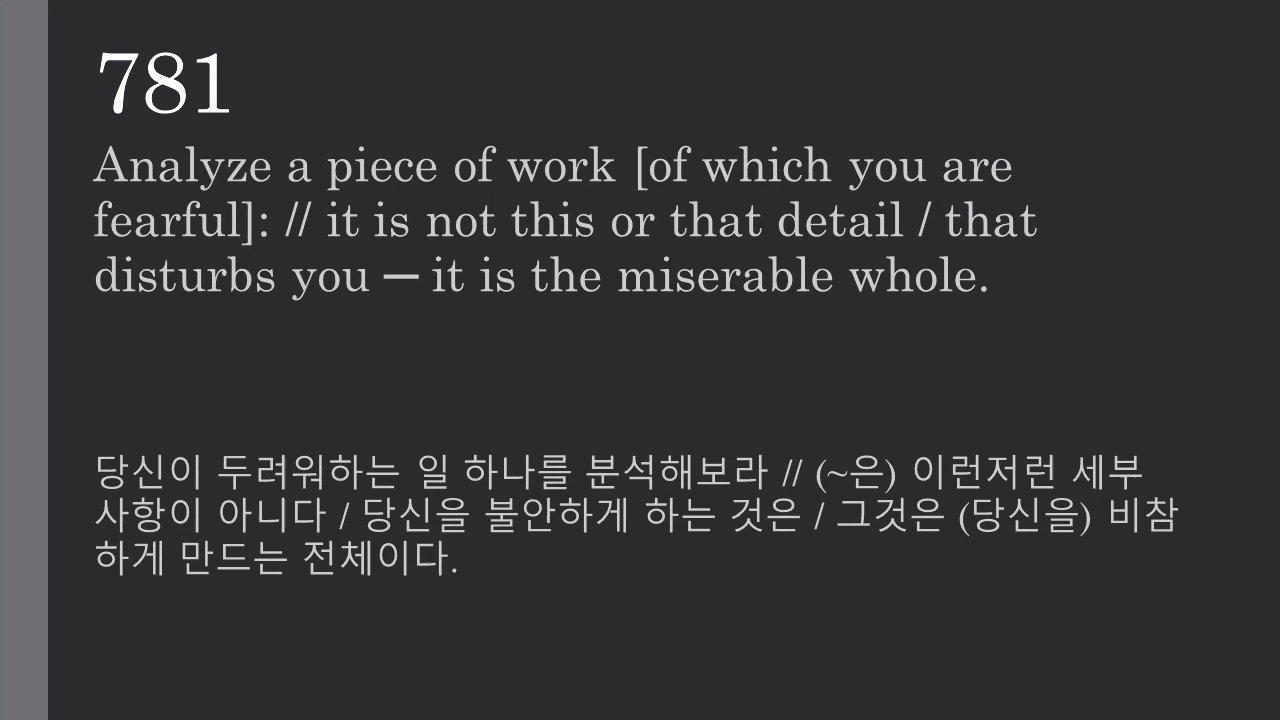 781
Analyze a piece of work [of which you are
fearful]: // it is not this or that detail / that
disturbs you ─ it is the miserable whole.
당신이 두려워하는 일 하나를 분석해보라 // (~은) 이런저런 세부
사항이 아니다 / 당신을 불안하게 하는 것은 / 그것은 (당신을) 비참
하게 만드는 전체이다.